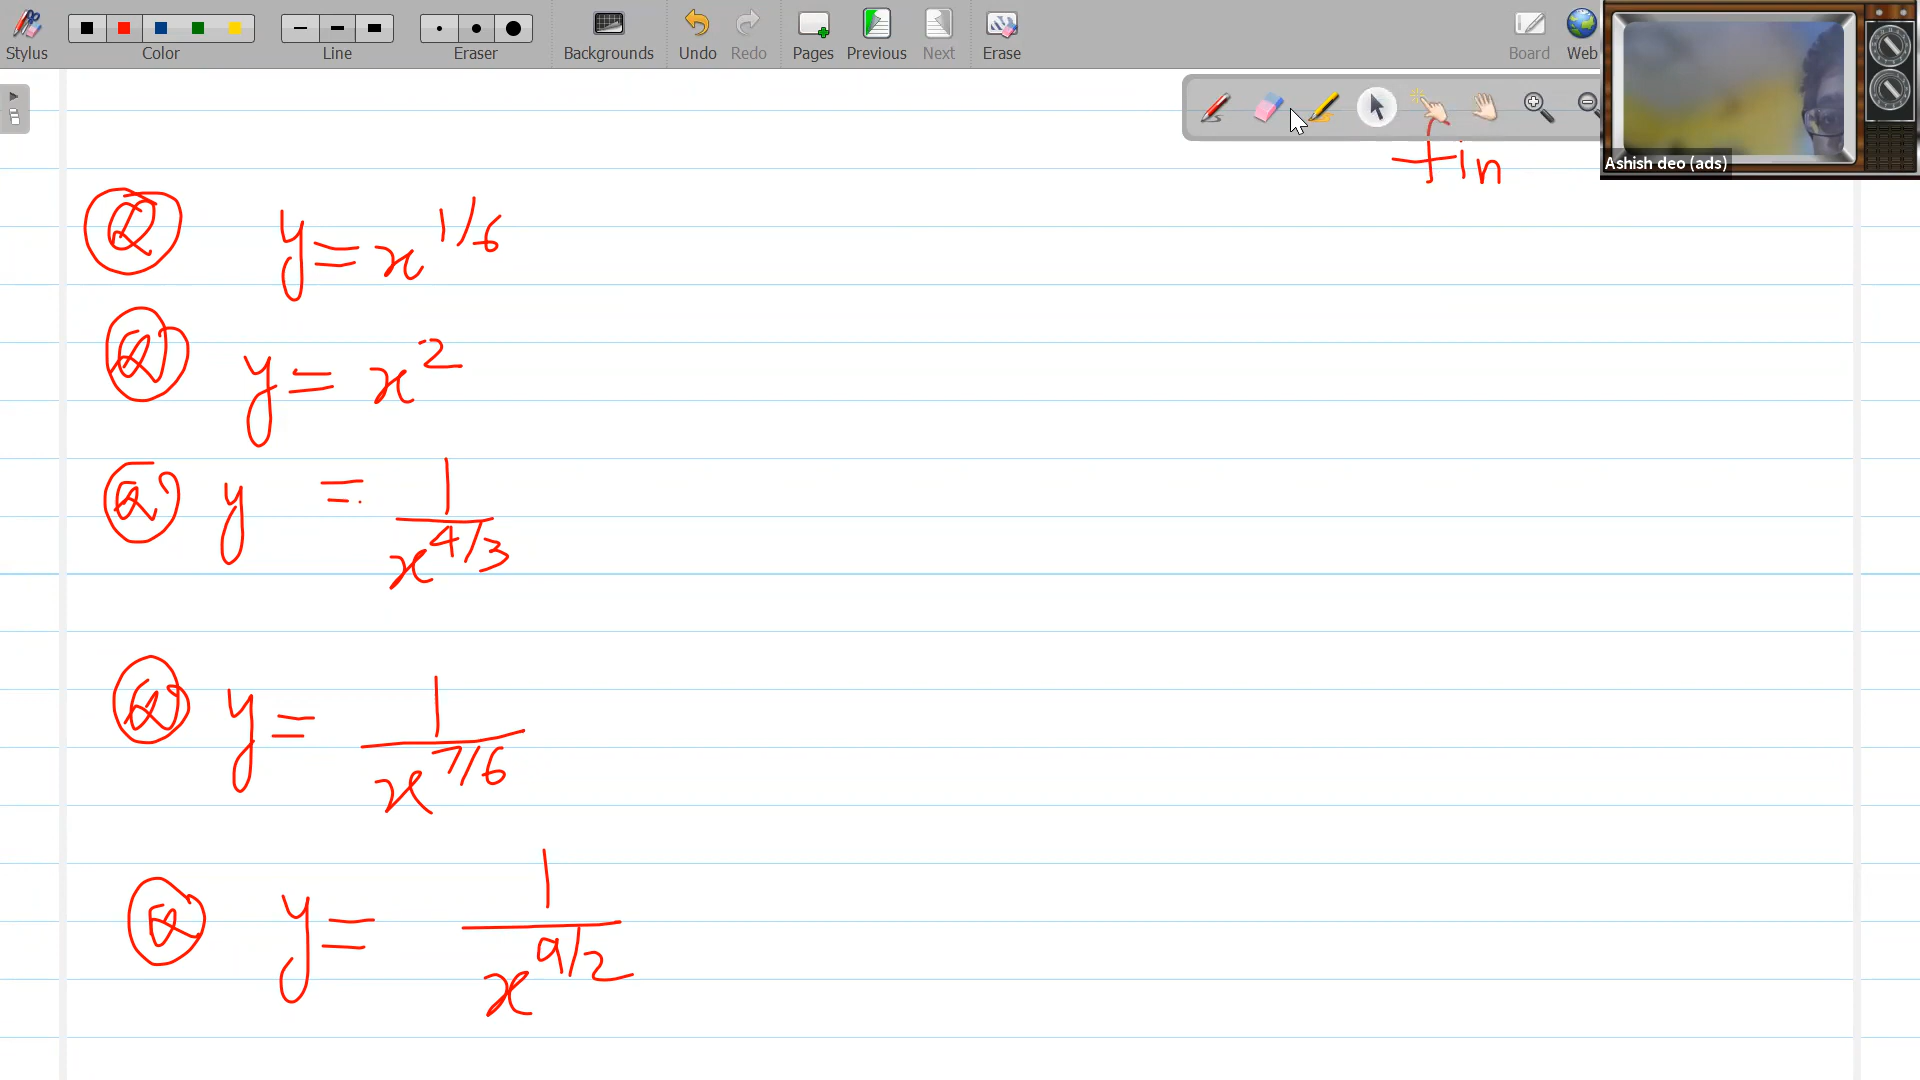 Stylus Color Line Eraser Backgrounds Undo Redo Pages Previous Next Erase Board Web
Ashish deo (ads)
Q y = x^1/6
Q y = x^2
Q y = 1/x^4/3
Q y = 1/x^7/6
Q y = 1/x^9/2